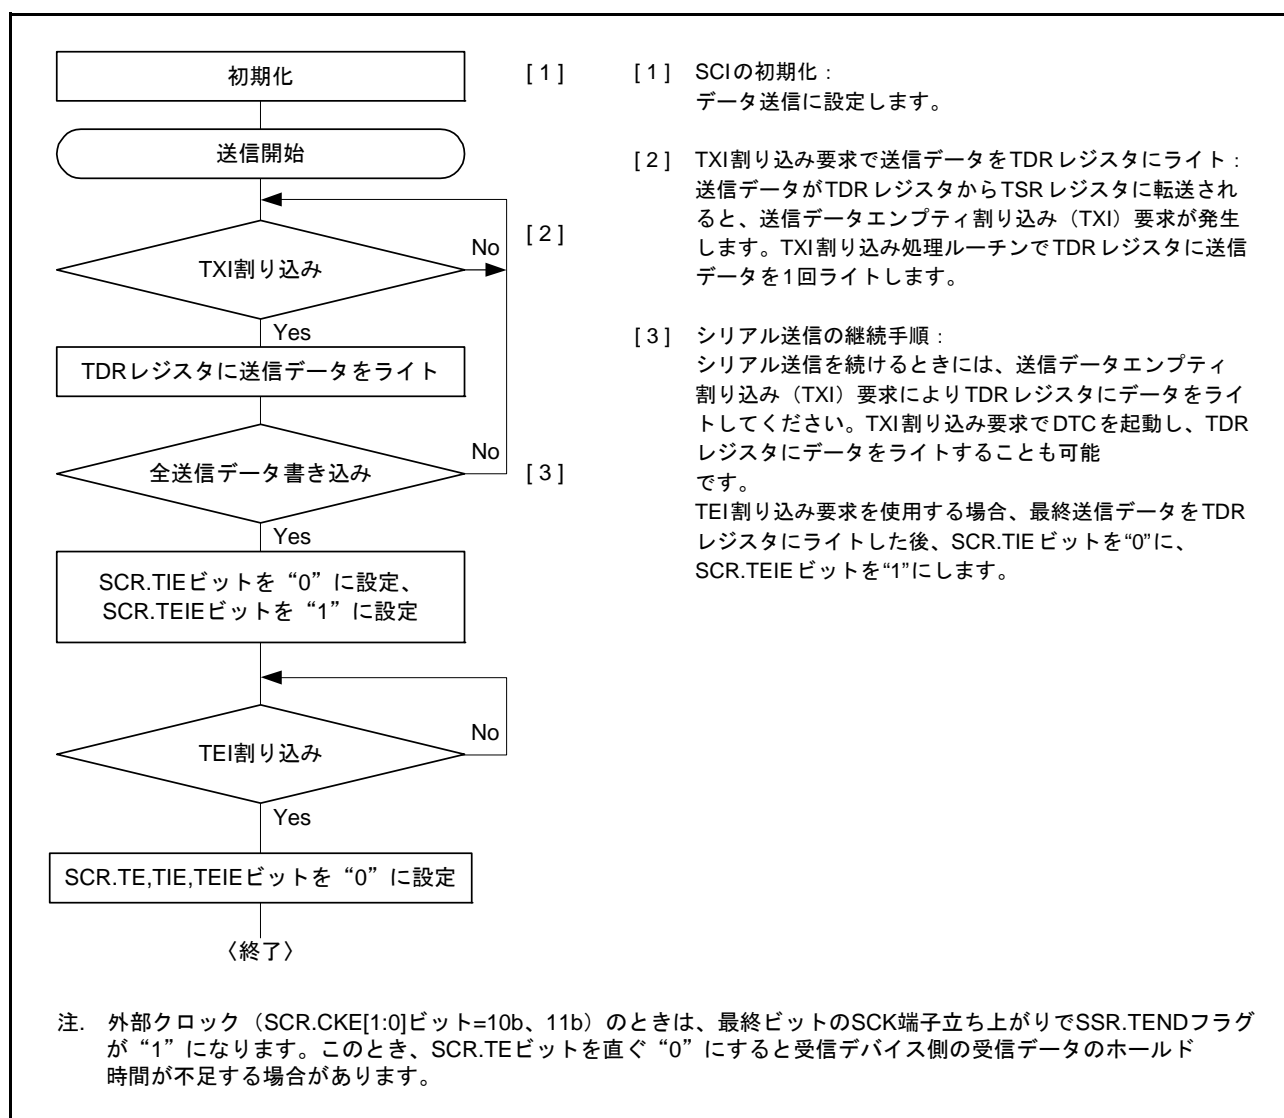 初期化
[ 1 ]
送信開始
TXI割り込み
No
[ 2 ]
Yes
TDRレジスタに送信データをライト
全送信データ書き込み
No
[ 3 ]
Yes
SCR.TIEビットを“0”に設定、
SCR.TEIEビットを“1”に設定
TEI割り込み
No
Yes
SCR.TE,TIE,TEIEビットを“0”に設定
〈終了〉
[ 1 ] SCIの初期化：
データ送信に設定します。
[ 2 ] TXI割り込み要求で送信データをTDRレジスタにライト：
送信データがTDRレジスタからTSRレジスタに転送され
ると、送信データエンプティ割り込み（TXI）要求が発生
します。TXI割り込み処理ルーチンでTDRレジスタに送信
データを1回ライトします。
[ 3 ] シリアル送信の継続手順：
シリアル送信を続けるときには、送信データエンプティ
割り込み（TXI）要求によりTDRレジスタにデータをライ
トしてください。TXI割り込み要求でDTCを起動し、TDR
レジスタにデータをライトすることも可能
です。
TEI割り込み要求を使用する場合、最終送信データをTDR
レジスタにライトした後、SCR.TIEビットを“0”に、
SCR.TEIEビットを“1”にします。
注. 外部クロック（SCR.CKE[1:0]ビット=10b、11b）のときは、最終ビットのSCK端子立ち上がりでSSR.TENDフラグ
が“1”になります。このとき、SCR.TEビットを直ぐ“0”にすると受信デバイス側の受信データのホールド
時間が不足する場合があります。